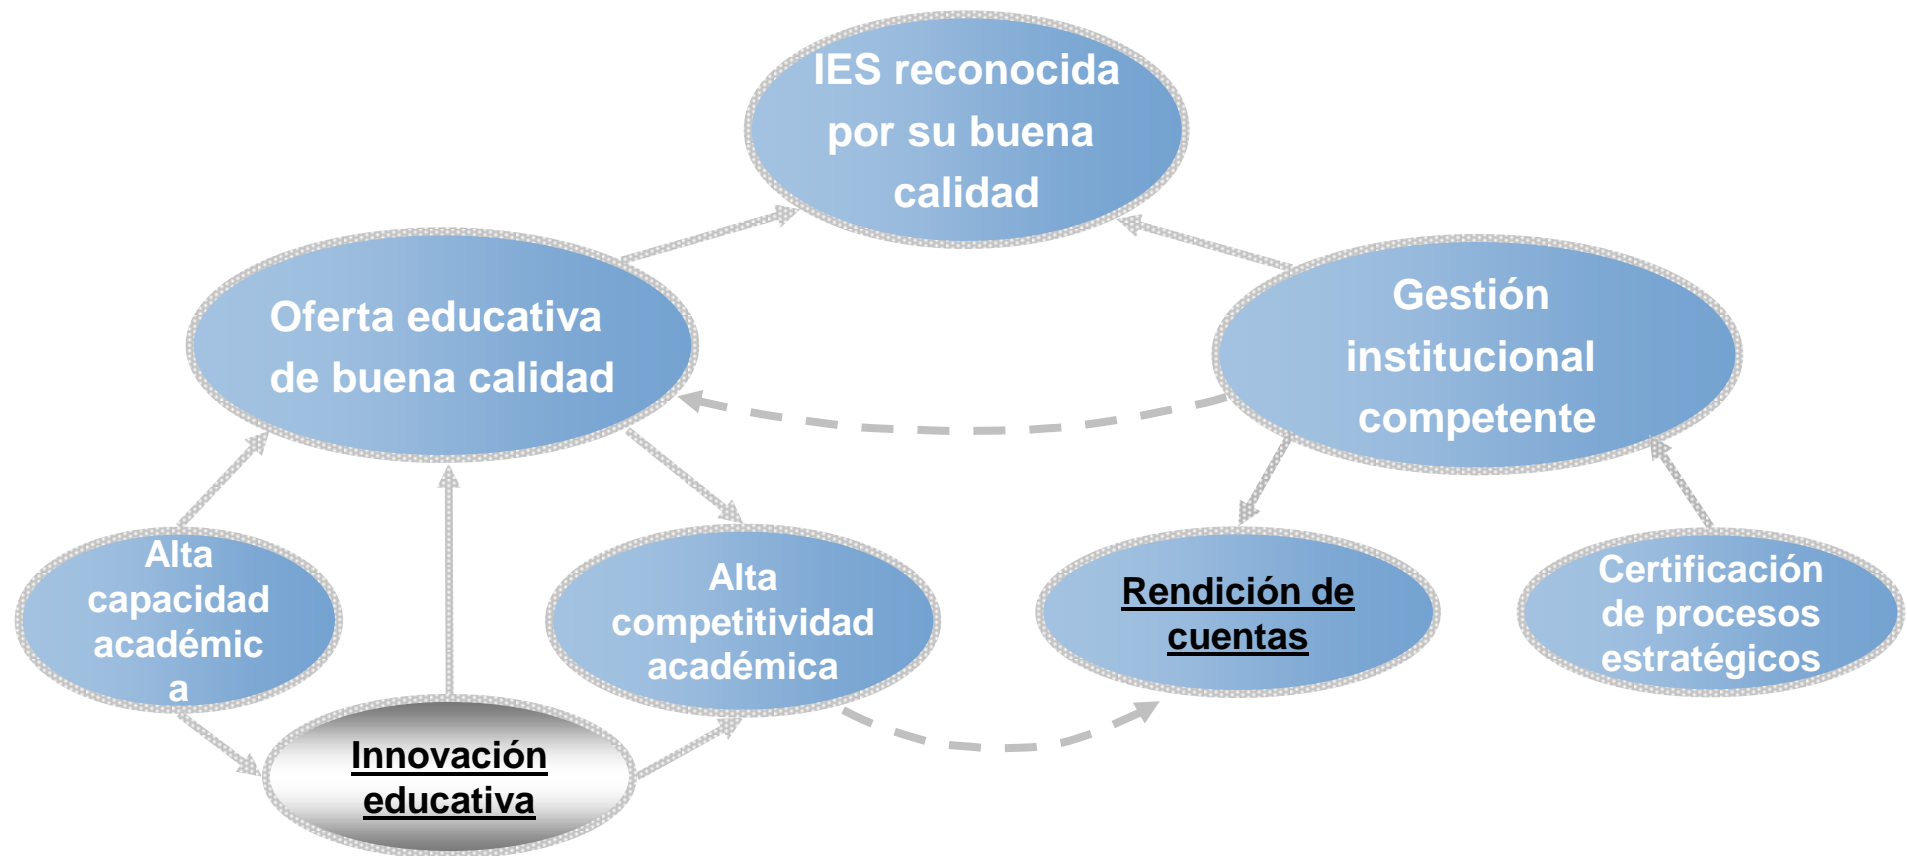 IES reconocida
por su buena
calidad
Oferta educativa
de buena calidad
Gestión
institucional
competente
Alta
capacidad
académic
a
Alta
competitividad
académica
Rendición de
cuentas
Certificación
de procesos
estratégicos
Innovación
educativa